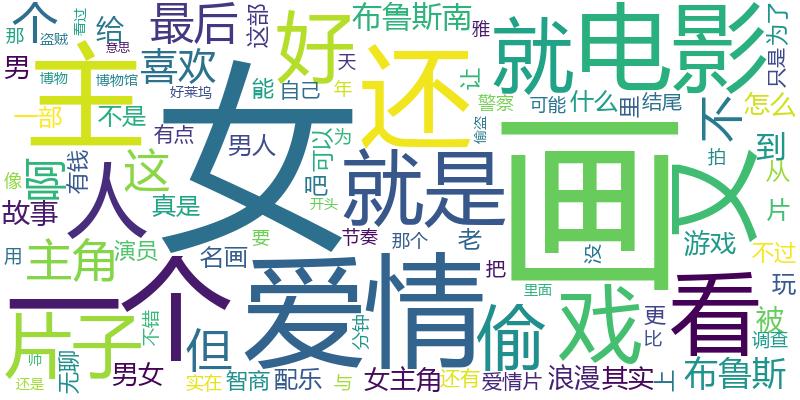 个
那
盗贼
看过
给
意思
男
博物
博物馆
最后
喜欢
好莱坞
这部
好
天
能
自己
年
布鲁斯南
雅
让
警察
偷盗
就
电影
可能
什么
里
结尾
只是
为了
怎么
不
到
主
一部
不是
有点
男人
女
还
可以
为
吧
就是
画
又
拍
从
片
像
啊
这
有钱
人
故事
真是
开头
用
主角
演员
名画
要
节奏
那个
老
没
游戏
不过
玩
一个
爱情
把
里面
戏
更
比
看
被
调查
片子
不错
但
分钟
偷
师
还是
无聊
男女
实在
智商
配乐
与
女主角
还有
爱情片
浪漫
其实
上
布鲁斯